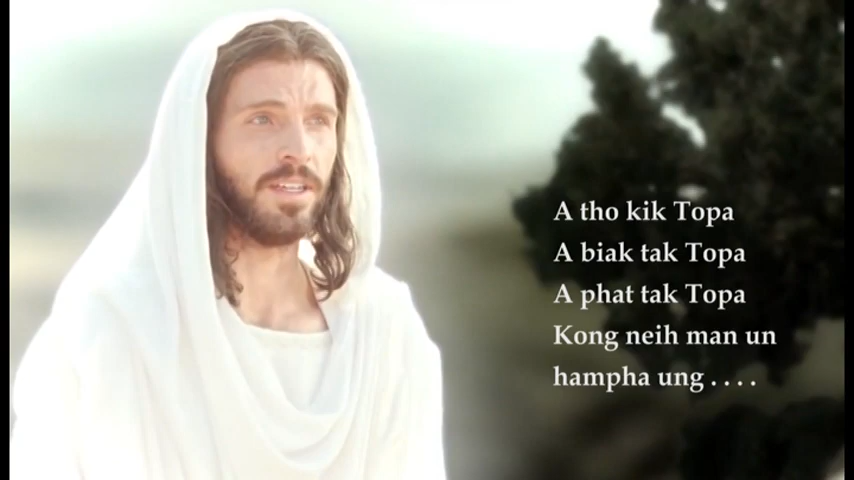 A tho kik Topa
A biak tak Topa
A phat tak Topa
Kong neih man un
hampha ung . . . .